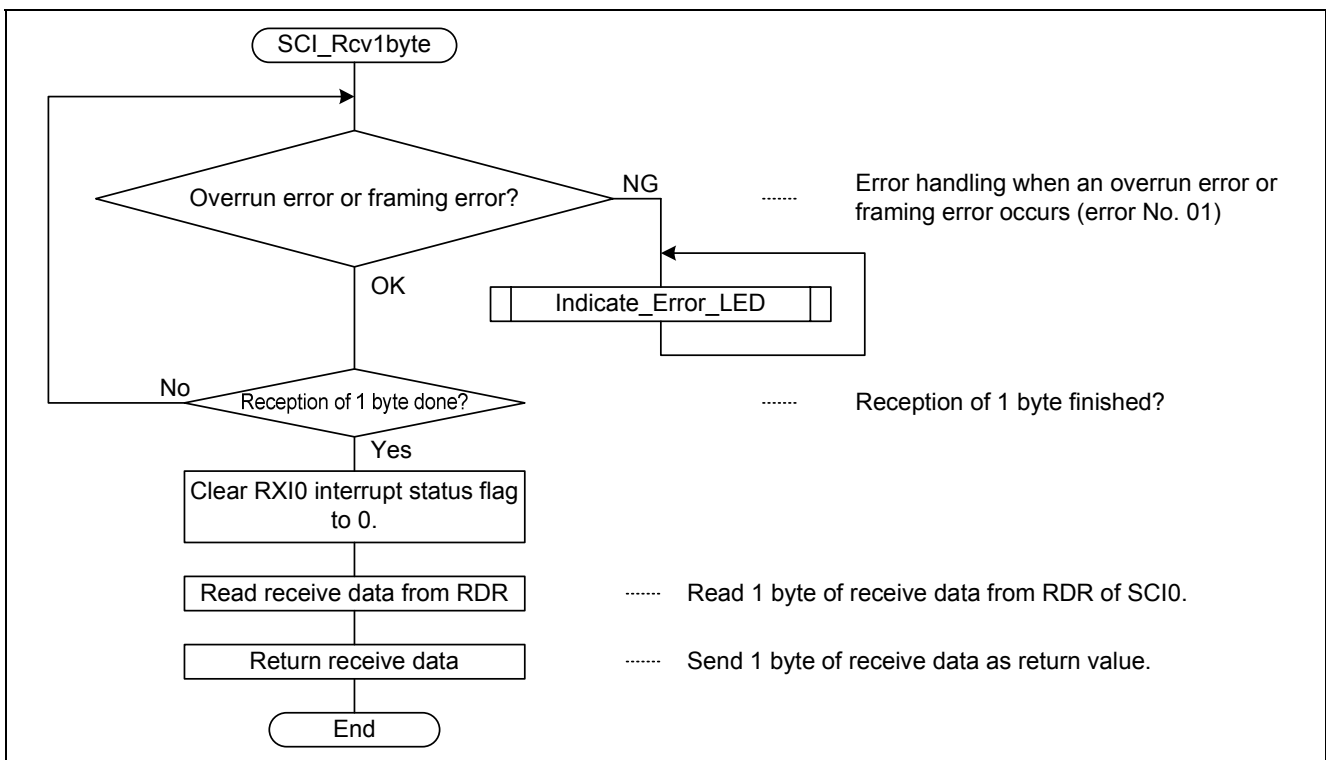 SCI_Rcv1byte
Overrun error or framing error?
NG
Error handling when an overrun error or
framing error occurs (error No. 01)
OK
Indicate_Error_LED
No
Reception of 1 byte done?
Reception of 1 byte finished?
Yes
Clear RXI0 interrupt status flag
to 0.
Read receive data from RDR
Read 1 byte of receive data from RDR of SCI0.
Return receive data
Send 1 byte of receive data as return value.
End